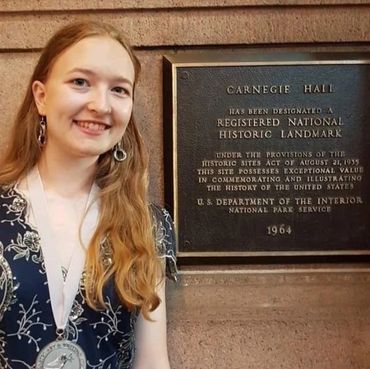 CARNEGIE HALL
HAS BEEN DESIGNATED A
REGISTERED NATIONAL
HISTORIC LANDMARK
UNDER THE PROVISIONS OF THE
HISTORIC SITES ACT OF AUGUST 21, 1935
THIS SITE POSSESSES EXCEPTIONAL VALUE
IN COMMEMORATING AND ILLUSTRATING
THE HISTORY OF THE UNITED STATES
U. S. DEPARTMENT OF THE INTERIOR
NATIONAL PARK SERVICE
1964